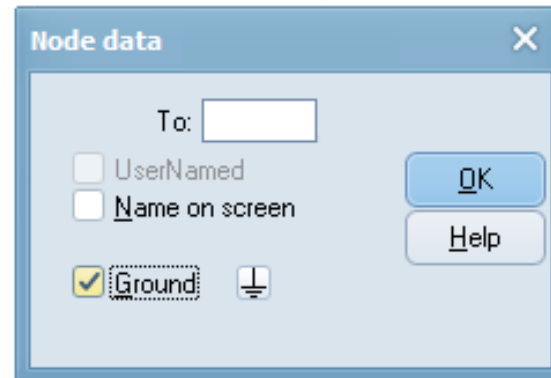 Node data
To:
UserNamed
OK
Name on screen
Help
Ground